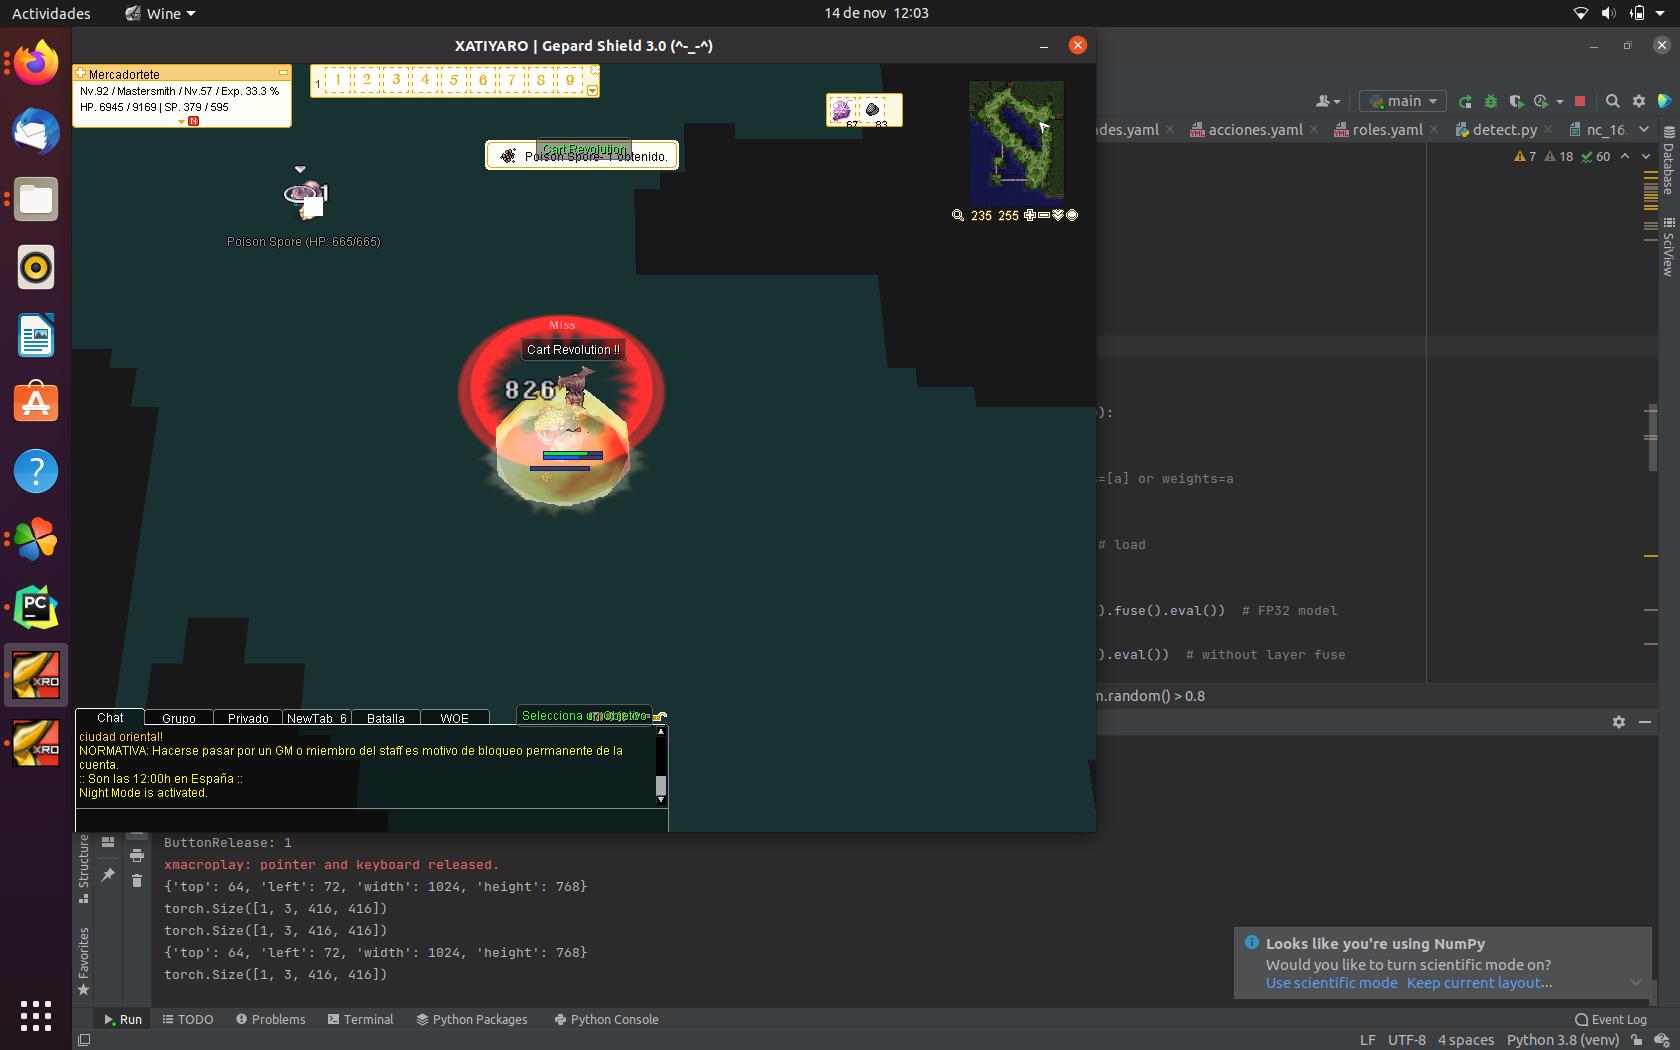 Actividades
Wine
14 de nov 12:03
XATIYARO | Gepard Shield 3.0 (^-_-^)
Mercadortete
Nv.92 / Mastersmith / Nv.57 / Exp. 33.3 %
HP. 6945 / 9169 | SP. 379 / 595
N
1
1 2 3 4 5 6 7 8 9
67 83
Cart Revolution
Poison Spore- 1 obtenido.
235 255
1
Poison Spore (HP: 665/665)
Miss
Cart Revolution !!
826
main
des.yaml
acciones.yaml
roles.yaml
detect.py
nc_16.
7 18 60
Database
SciView
):
=[a] or weights=a
# load
).fuse().eval()) # FP32 model
).eval()) # without layer fuse
m.random() > 0.8
Chat
Grupo
Privado
NewTab_6
Batalla
WOE
Selecciona un objetivo
ciudad oriental!
NORMATIVA: Hacerse pasar por un GM o miembro del staff es motivo de bloqueo permanente de la
cuenta.
:: Son las 12:00h en España ::
Night Mode is activated.
PC
XRO
XRO
Structure
Favorites
ButtonRelease: 1
xmacroplay: pointer and keyboard released.
{'top': 64, 'left': 72, 'width': 1024, 'height': 768}
torch.Size([1, 3, 416, 416])
torch.Size([1, 3, 416, 416])
{'top': 64, 'left': 72, 'width': 1024, 'height': 768}
torch.Size([1, 3, 416, 416])
Looks like you're using NumPy
Would you like to turn scientific mode on?
Use scientific mode Keep current layout...
Run
TODO
Problems
Terminal
Python Packages
Python Console
Event Log
LF UTF-8 4 spaces Python 3.8 (venv)